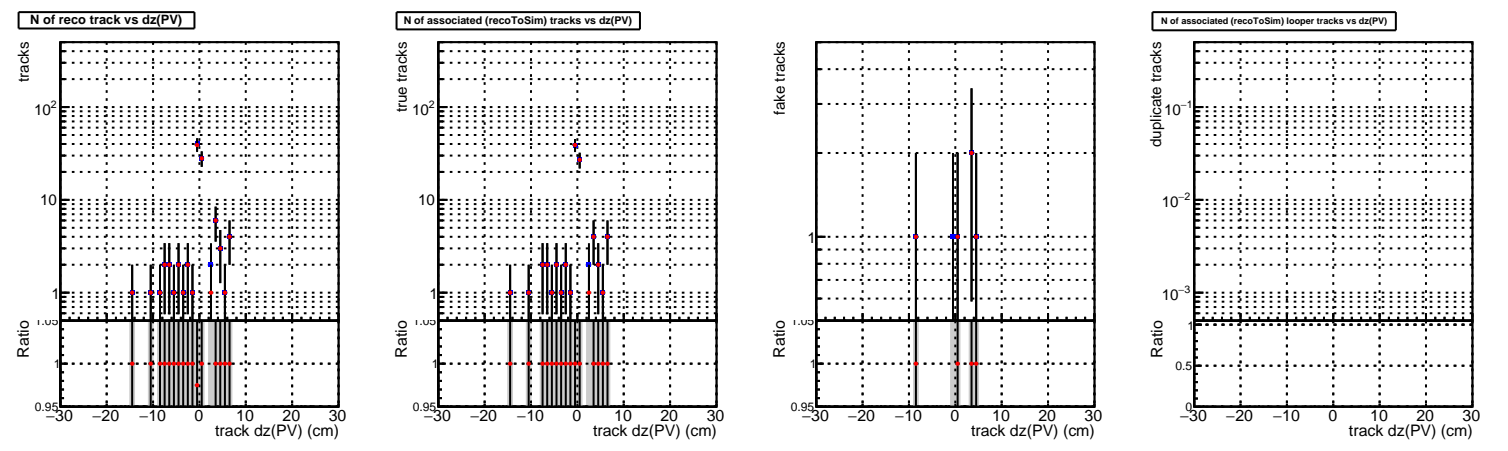 N of reco track vs dz(PV)
tracks
10²
10
1
1.05
Ratio
1
0.95
−30 −20 −10 0 10 20 30
track dz(PV) (cm)
N of associated (recoToSim) tracks vs dz(PV)
true tracks
10²
10
1
1.05
Ratio
1
0.95
−30 −20 −10 0 10 20 30
track dz(PV) (cm)
fake tracks
1
1.05
Ratio
1
0.95
−30 −20 −10 0 10 20 30
track dz(PV) (cm)
N of associated (recoToSim) looper tracks vs dz(PV)
duplicate tracks
10⁻¹
10⁻²
10⁻³
Ratio
1
0.5
0
−30 −20 −10 0 10 20 30
track dz(PV) (cm)